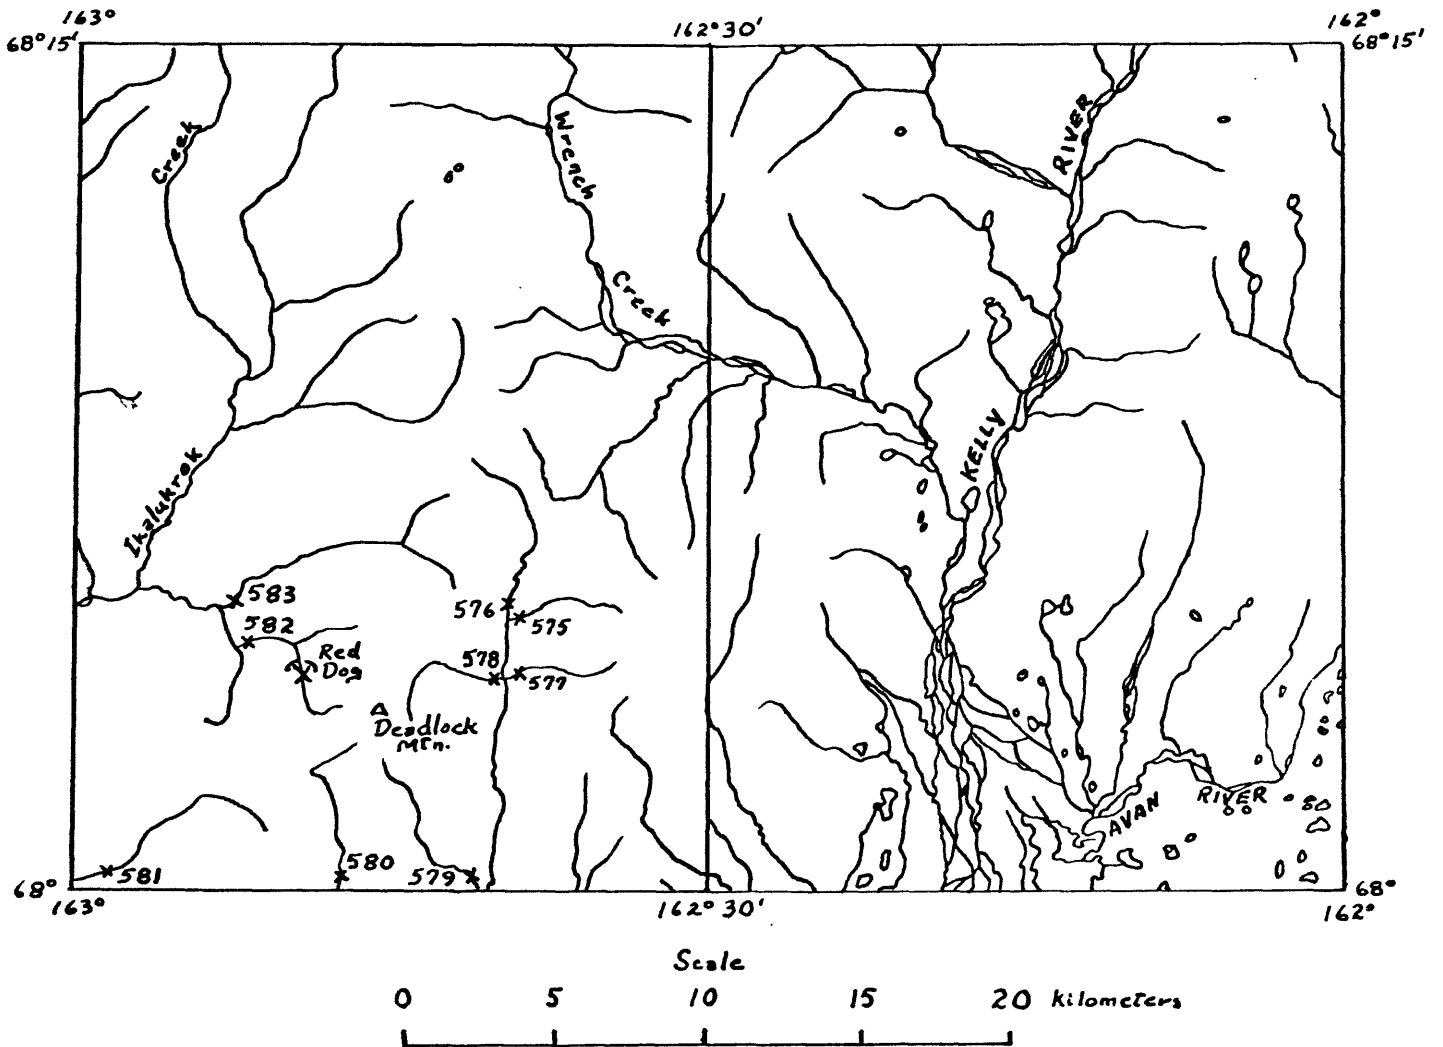 163°
162°30'
162°
68°15'
68°15'
Creek
Wrench
Creek
RIVER
KELLY
Ikalukrok
583
582
576
575
Red
Dog
578
577
Deadlock
Mtn.
AVAN
RIVER
581
580
579
68°
68°
163°
162°30'
162°
Scale
0 5 10 15 20 kilometers